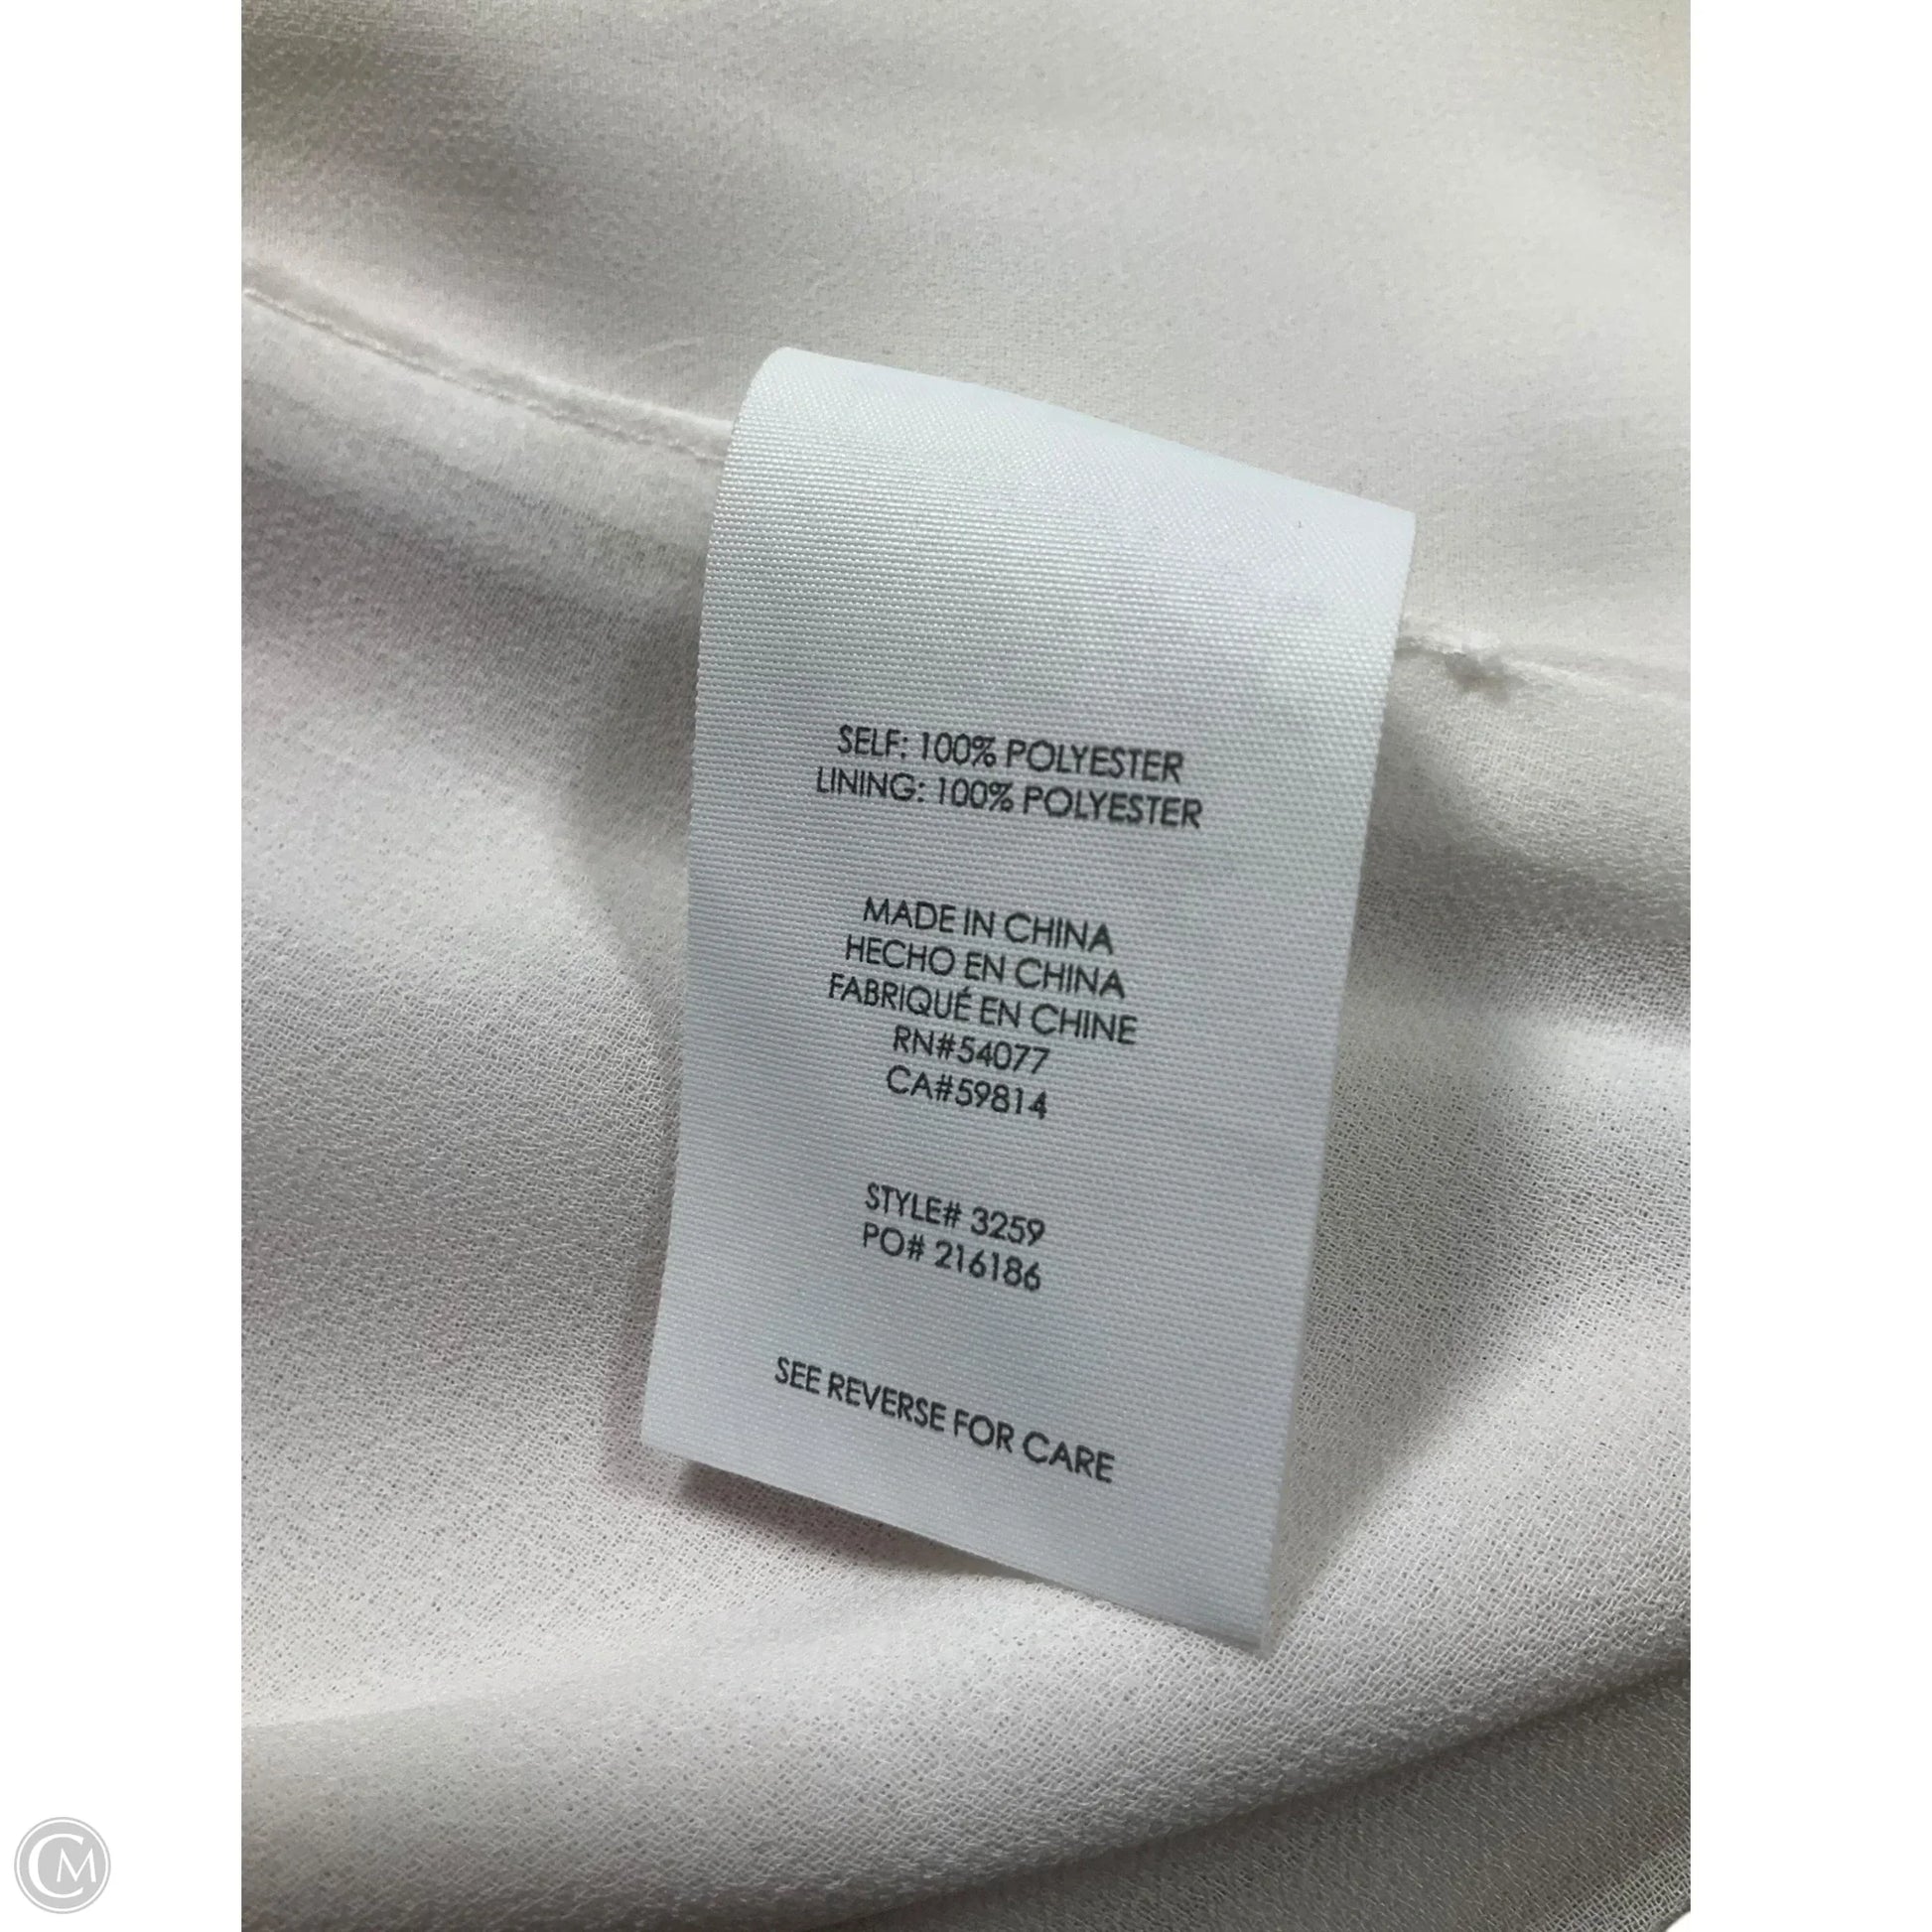 SELF: 100% POLYESTER
LINING: 100% POLYESTER
MADE IN CHINA
HECHO EN CHINA
FABRIQUÉ EN CHINE
RN#54077
CA#59814
STYLE# 3259
PO# 216186
SEE REVERSE FOR CARE
CM